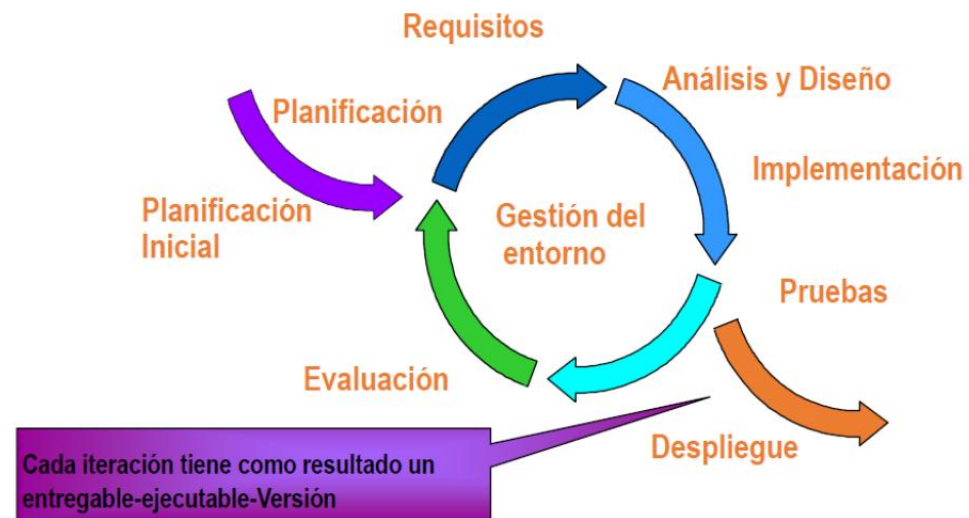 Requisitos
Análisis y Diseño
Planificación
Implementación
Planificación
Inicial
Gestión del
entorno
Pruebas
Evaluación
Despliegue
Cada iteración tiene como resultado un
entregable-ejecutable-Versión